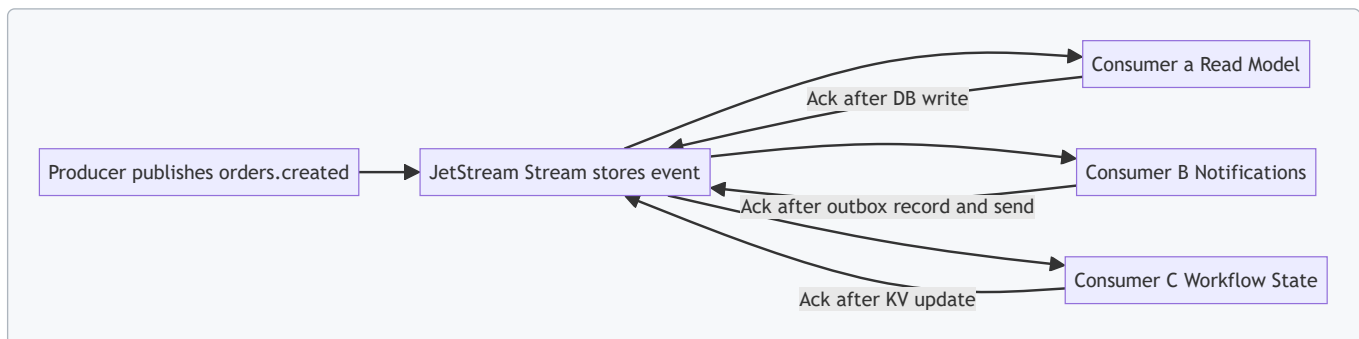 Consumer a Read Model
Ack after DB write
Producer publishes orders.created
JetStream Stream stores event
Consumer B Notifications
Ack after outbox record and send
Consumer C Workflow State
Ack after KV update